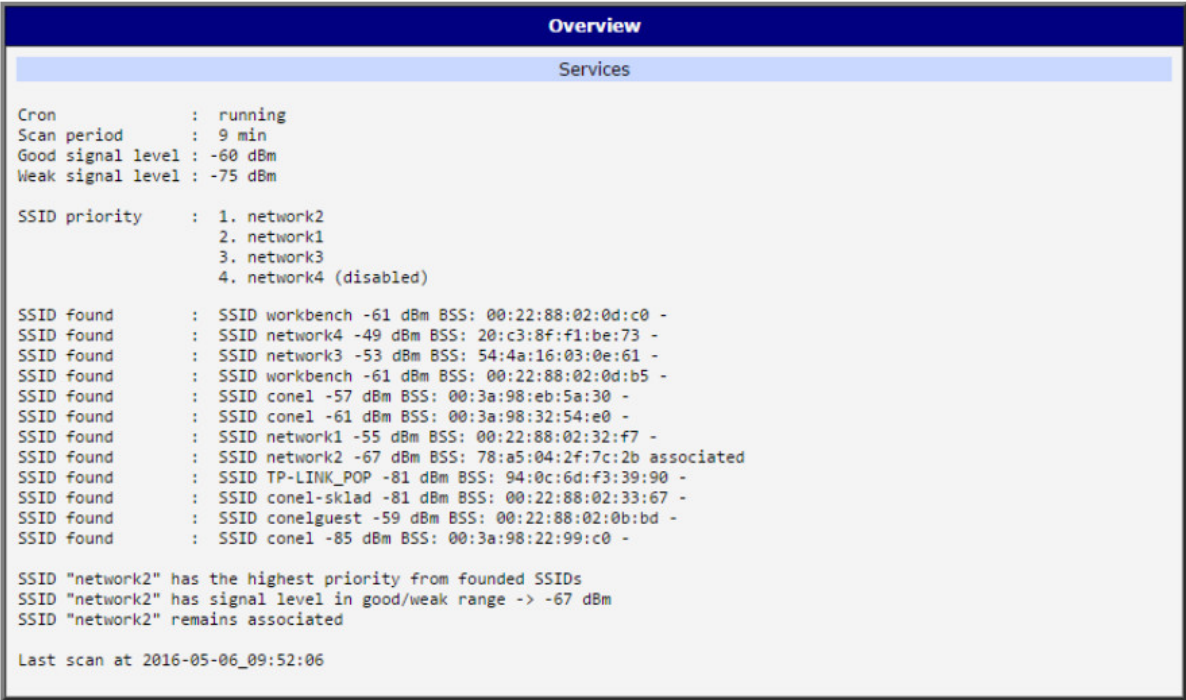 Overview
Services
Cron : running
Scan period : 9 min
Good signal level : -60 dBm
Weak signal level : -75 dBm
SSID priority : 1. network2
2. network1
3. network3
4. network4 (disabled)
SSID found : SSID workbench -61 dBm BSS: 00:22:88:02:0d:c0 -
SSID found : SSID network4 -49 dBm BSS: 20:c3:8f:f1:be:73 -
SSID found : SSID network3 -53 dBm BSS: 54:4a:16:03:0e:61 -
SSID found : SSID workbench -61 dBm BSS: 00:22:88:02:0d:b5 -
SSID found : SSID conel -57 dBm BSS: 00:3a:98:eb:5a:30 -
SSID found : SSID conel -61 dBm BSS: 00:3a:98:32:54:e0 -
SSID found : SSID network1 -55 dBm BSS: 00:22:88:02:32:f7 -
SSID found : SSID network2 -67 dBm BSS: 78:a5:04:2f:7c:2b associated
SSID found : SSID TP-LINK_POP -81 dBm BSS: 94:0c:6d:f3:39:90 -
SSID found : SSID conel-sklad -81 dBm BSS: 00:22:88:02:33:67 -
SSID found : SSID conelguest -59 dBm BSS: 00:22:88:02:0b:bd -
SSID found : SSID conel -85 dBm BSS: 00:3a:98:22:99:c0 -
SSID "network2" has the highest priority from founded SSIDs
SSID "network2" has signal level in good/weak range -> -67 dBm
SSID "network2" remains associated
Last scan at 2016-05-06_09:52:06